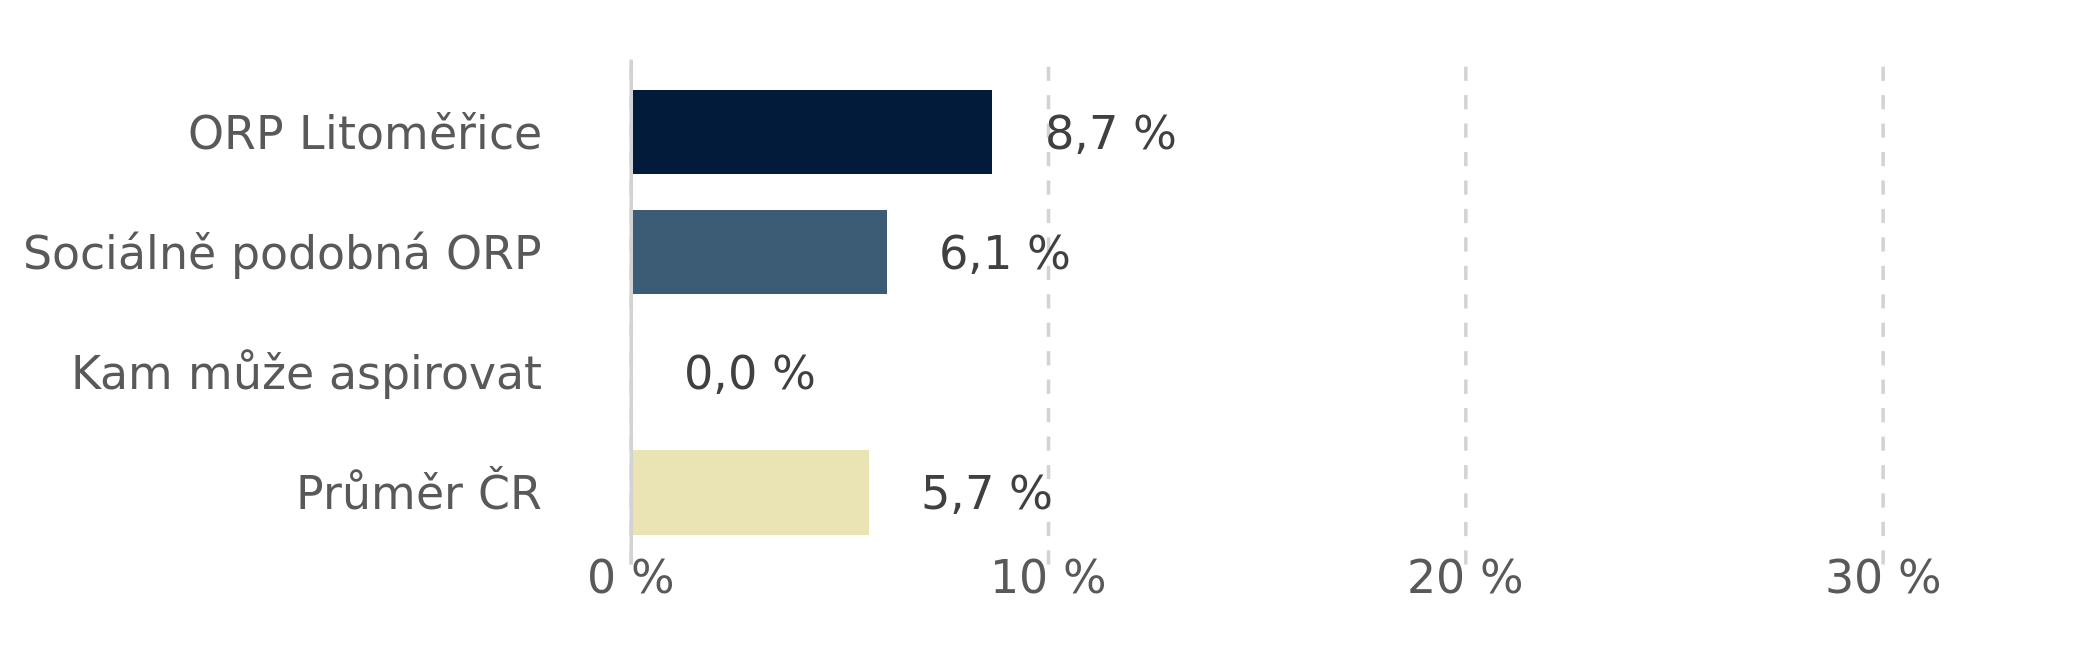 ORP Litoměřice 8,7 %
Sociálně podobná ORP 6,1 %
Kam může aspirovat 0,0 %
Průměr ČR 5,7 %
0 % 10 % 20 % 30 %